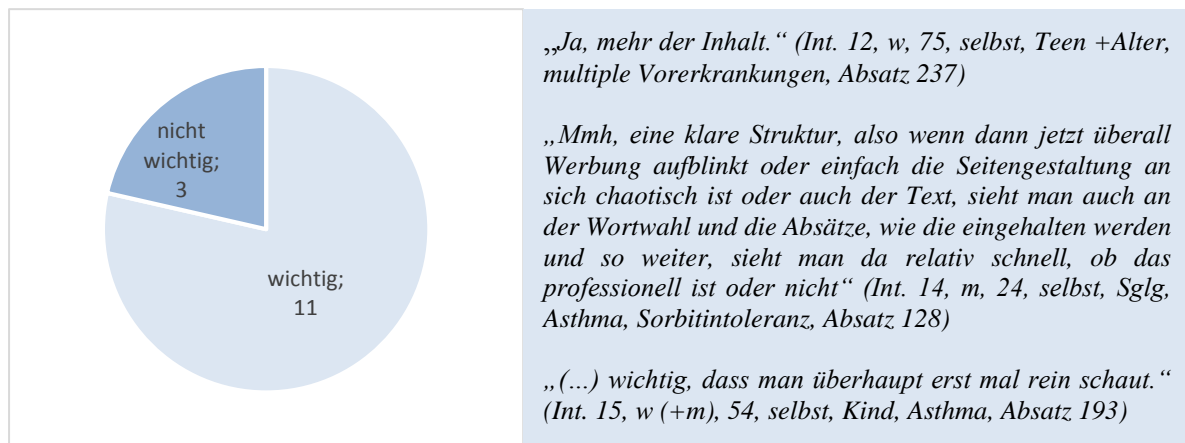 nicht
wichtig;
3
wichtig;
11
„Ja, mehr der Inhalt.“ (Int. 12, w, 75, selbst, Teen +Alter,
multiple Vorerkrankungen, Absatz 237)
„Mmh, eine klare Struktur, also wenn dann jetzt überall
Werbung aufblinkt oder einfach die Seitengestaltung an
sich chaotisch ist oder auch der Text, sieht man auch an
der Wortwahl und die Absätze, wie die eingehalten werden
und so weiter, sieht man da relativ schnell, ob das
professionell ist oder nicht“ (Int. 14, m, 24, selbst, Sglg,
Asthma, Sorbitintoleranz, Absatz 128)
„(...) wichtig, dass man überhaupt erst mal rein schaut.“
(Int. 15, w (+m), 54, selbst, Kind, Asthma, Absatz 193)